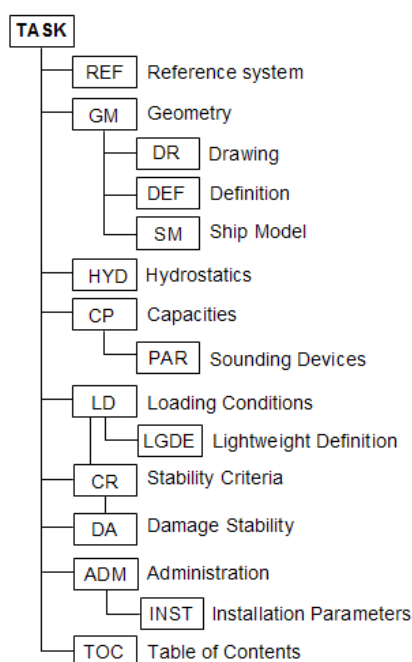 TASK
REF Reference system
GM Geometry
DR Drawing
DEF Definition
SM Ship Model
HYD Hydrostatics
CP Capacities
PAR Sounding Devices
LD Loading Conditions
LGDE Lightweight Definition
CR Stability Criteria
DA Damage Stability
ADM Administration
INST Installation Parameters
TOC Table of Contents